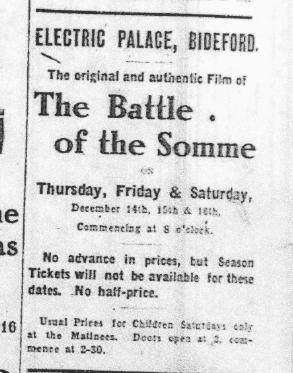 ELECTRIC PALACE, BIDEFORD.
The original and authentic Film of
The Battle
of the Somme
ON
Thursday, Friday & Saturday,
December 14th, 15th & 16th.
Commencing at 8 o'clock.
No advance in prices, but Season
Tickets will not be available for these
dates. No half-price.
Usual Prices for Children Saturdays only
at the Matinees. Doors open at 2, com-
mence at 2-30.
16